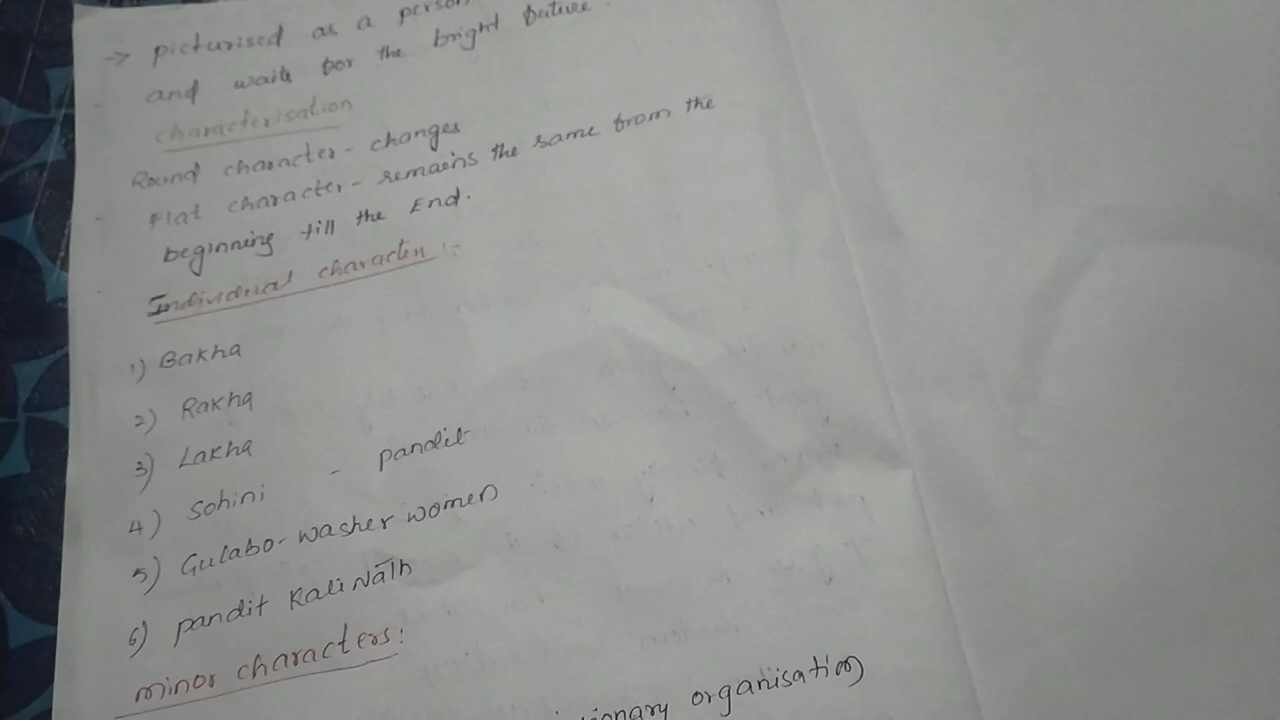 -> picturised as a person
and waits for the bright future.
characterisation
Round character - changes
Flat character - remains the same from the
beginning till the End.
Individual character :-
1) Bakha
2) Rakha
3) Lakha
4) Sohini - pandit
5) Gulabo - washer women
6) pandit Kali Nāth
minor characters:
organisation